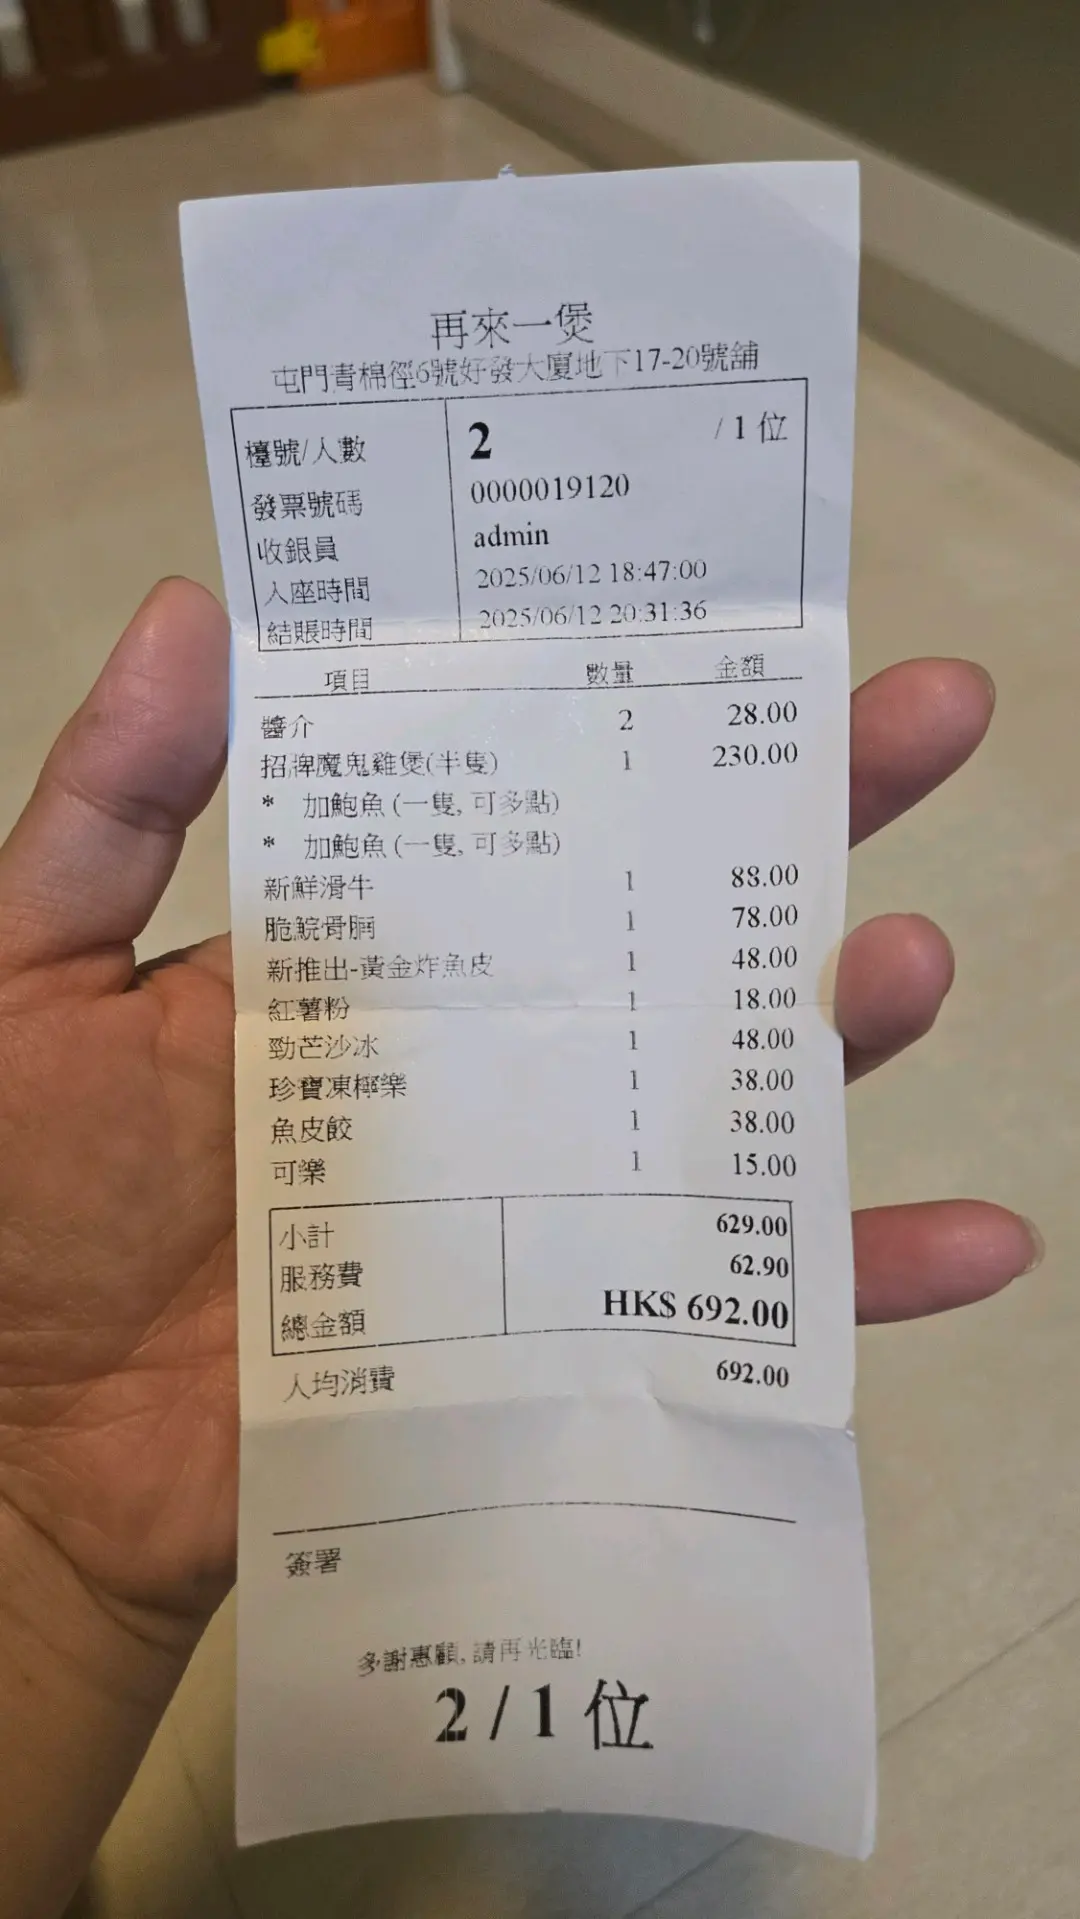 再來一煲
屯門青棉徑6號好發大廈地下17-20號舖
檯號/人數 2 / 1 位
發票號碼 0000019120
收銀員 admin
入座時間 2025/06/12 18:47:00
結賬時間 2025/06/12 20:31:36
項目 數量 金額
醬介 2 28.00
招牌魔鬼雞煲(半隻) 1 230.00
* 加鮑魚 (一隻, 可多點)
* 加鮑魚 (一隻, 可多點)
新鮮滑牛 1 88.00
脆鯇骨腩 1 78.00
新推出-黃金炸魚皮 1 48.00
紅薯粉 1 18.00
勁芒沙冰 1 48.00
珍寶凍檸樂 1 38.00
魚皮餃 1 38.00
可樂 1 15.00
小計 629.00
服務費 62.90
總金額 HK$ 692.00
人均消費 692.00
簽署
多謝惠顧, 請再光臨!
2 / 1 位